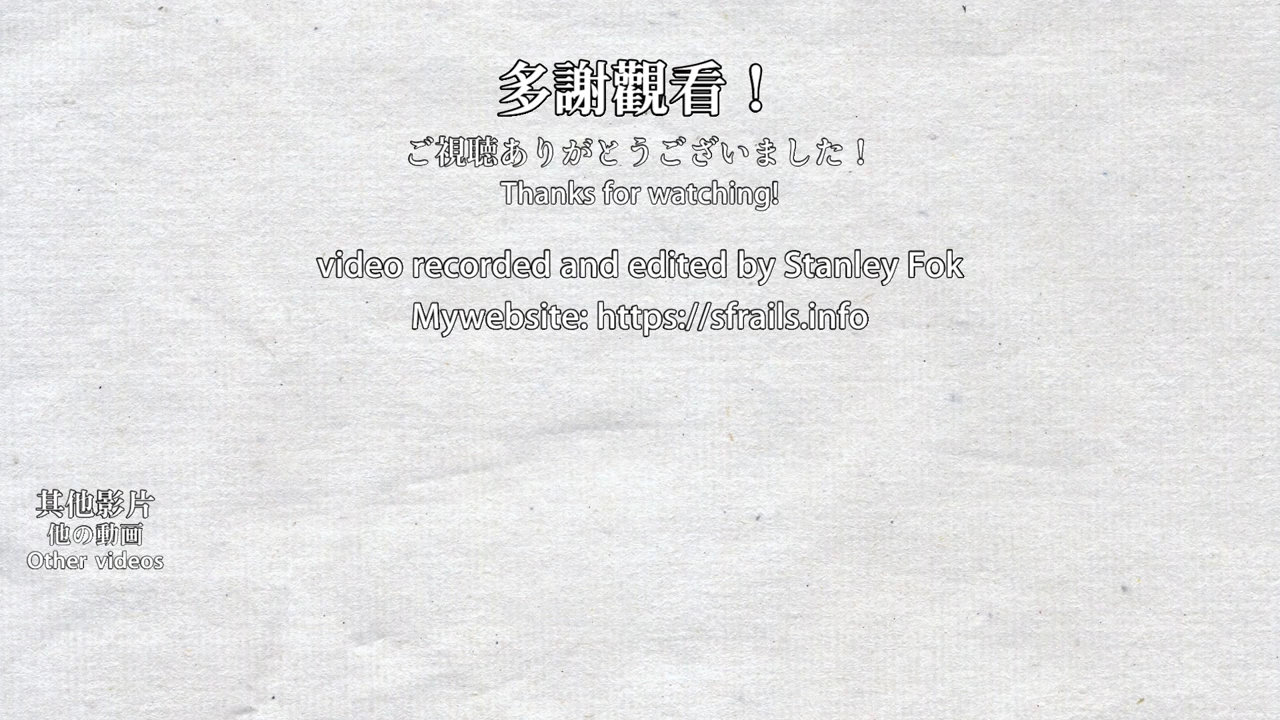 多謝觀看！
ご視聴ありがとうございました！
Thanks for watching!
video recorded and edited by Stanley Fok
Mywebsite: https://sfrails.info
其他影片
他の動画
Other videos